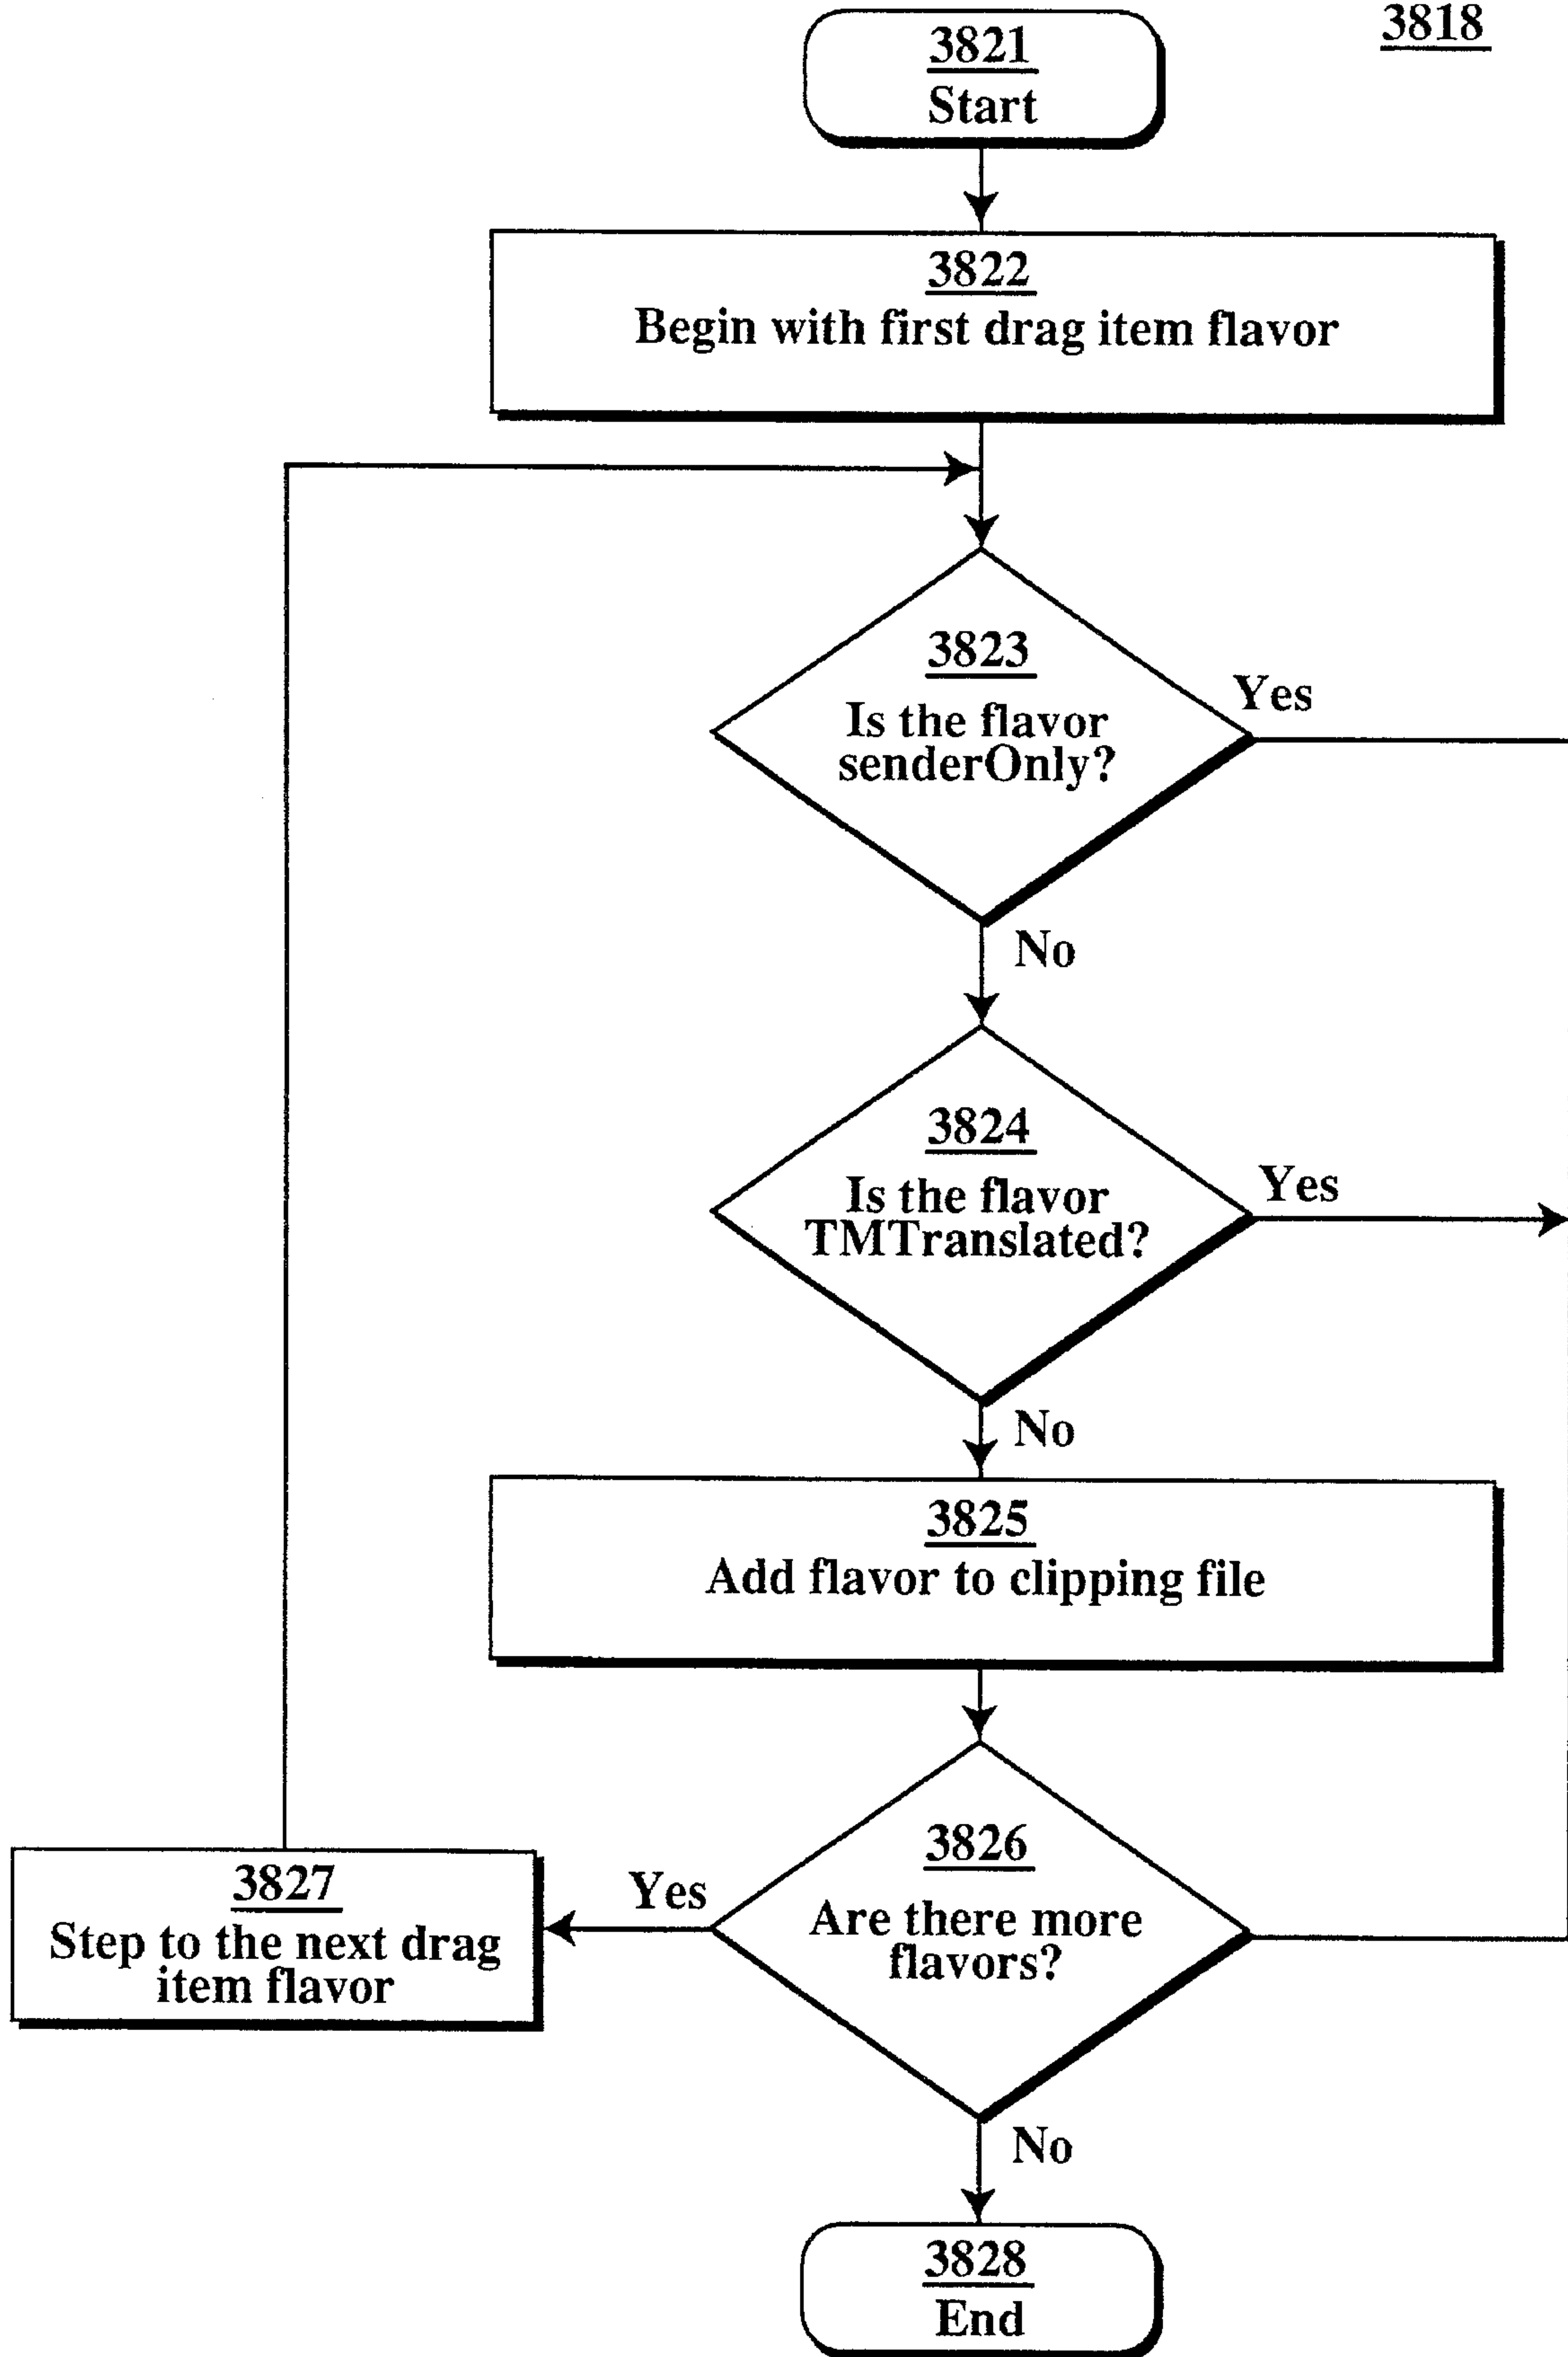 3818
3821
Start
3822
Begin with first drag item flavor
3823
Is the flavor
senderOnly?
Yes
No
3824
Is the flavor
TMTranslated?
Yes
No
3825
Add flavor to clipping file
3826
Are there more
flavors?
Yes
3827
Step to the next drag
item flavor
No
3828
End